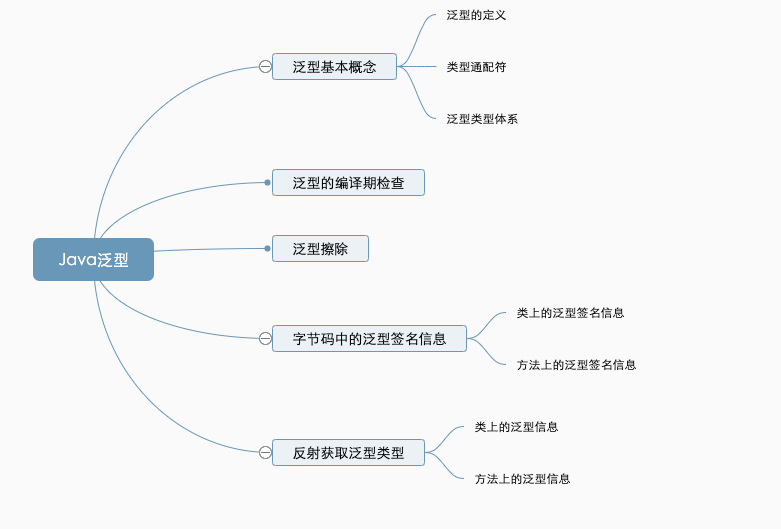 Java泛型
泛型基本概念
泛型的定义
类型通配符
泛型类型体系
泛型的编译期检查
泛型擦除
字节码中的泛型签名信息
类上的泛型签名信息
方法上的泛型签名信息
反射获取泛型类型
类上的泛型信息
方法上的泛型信息